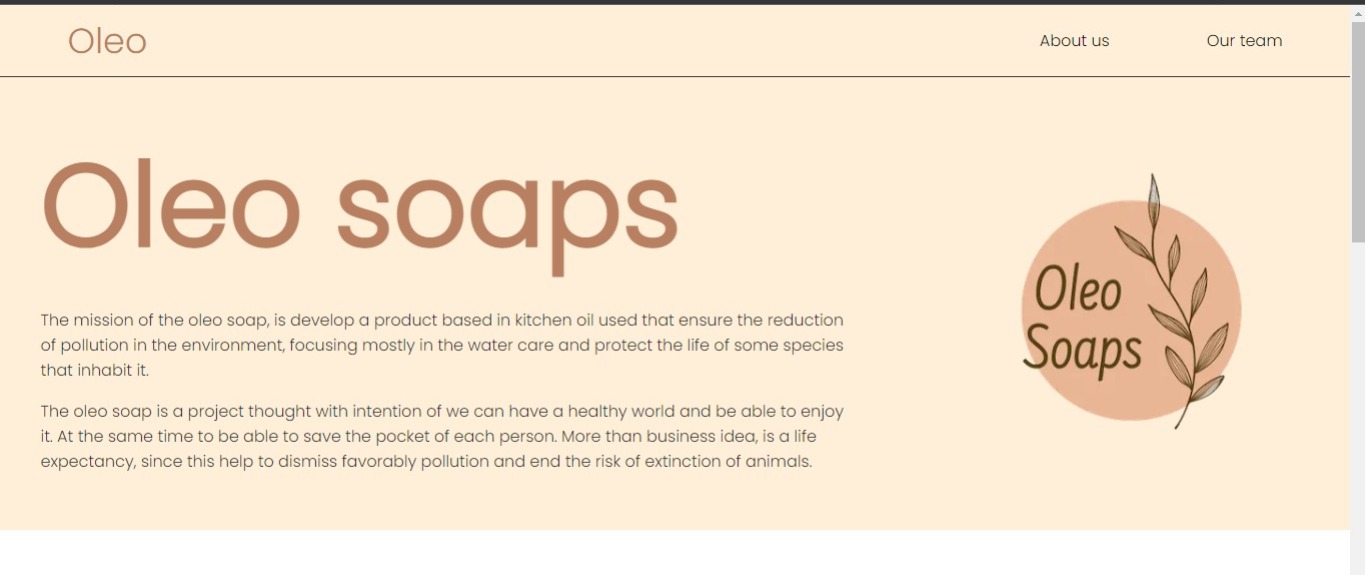 Oleo
About us
Our team
Oleo soaps
The mission of the oleo soap, is develop a product based in kitchen oil used that ensure the reduction
of pollution in the environment, focusing mostly in the water care and protect the life of some species
that inhabit it.
The oleo soap is a project thought with intention of we can have a healthy world and be able to enjoy
it. At the same time to be able to save the pocket of each person. More than business idea, is a life
expectancy, since this help to dismiss favorably pollution and end the risk of extinction of animals.
Oleo
Soaps